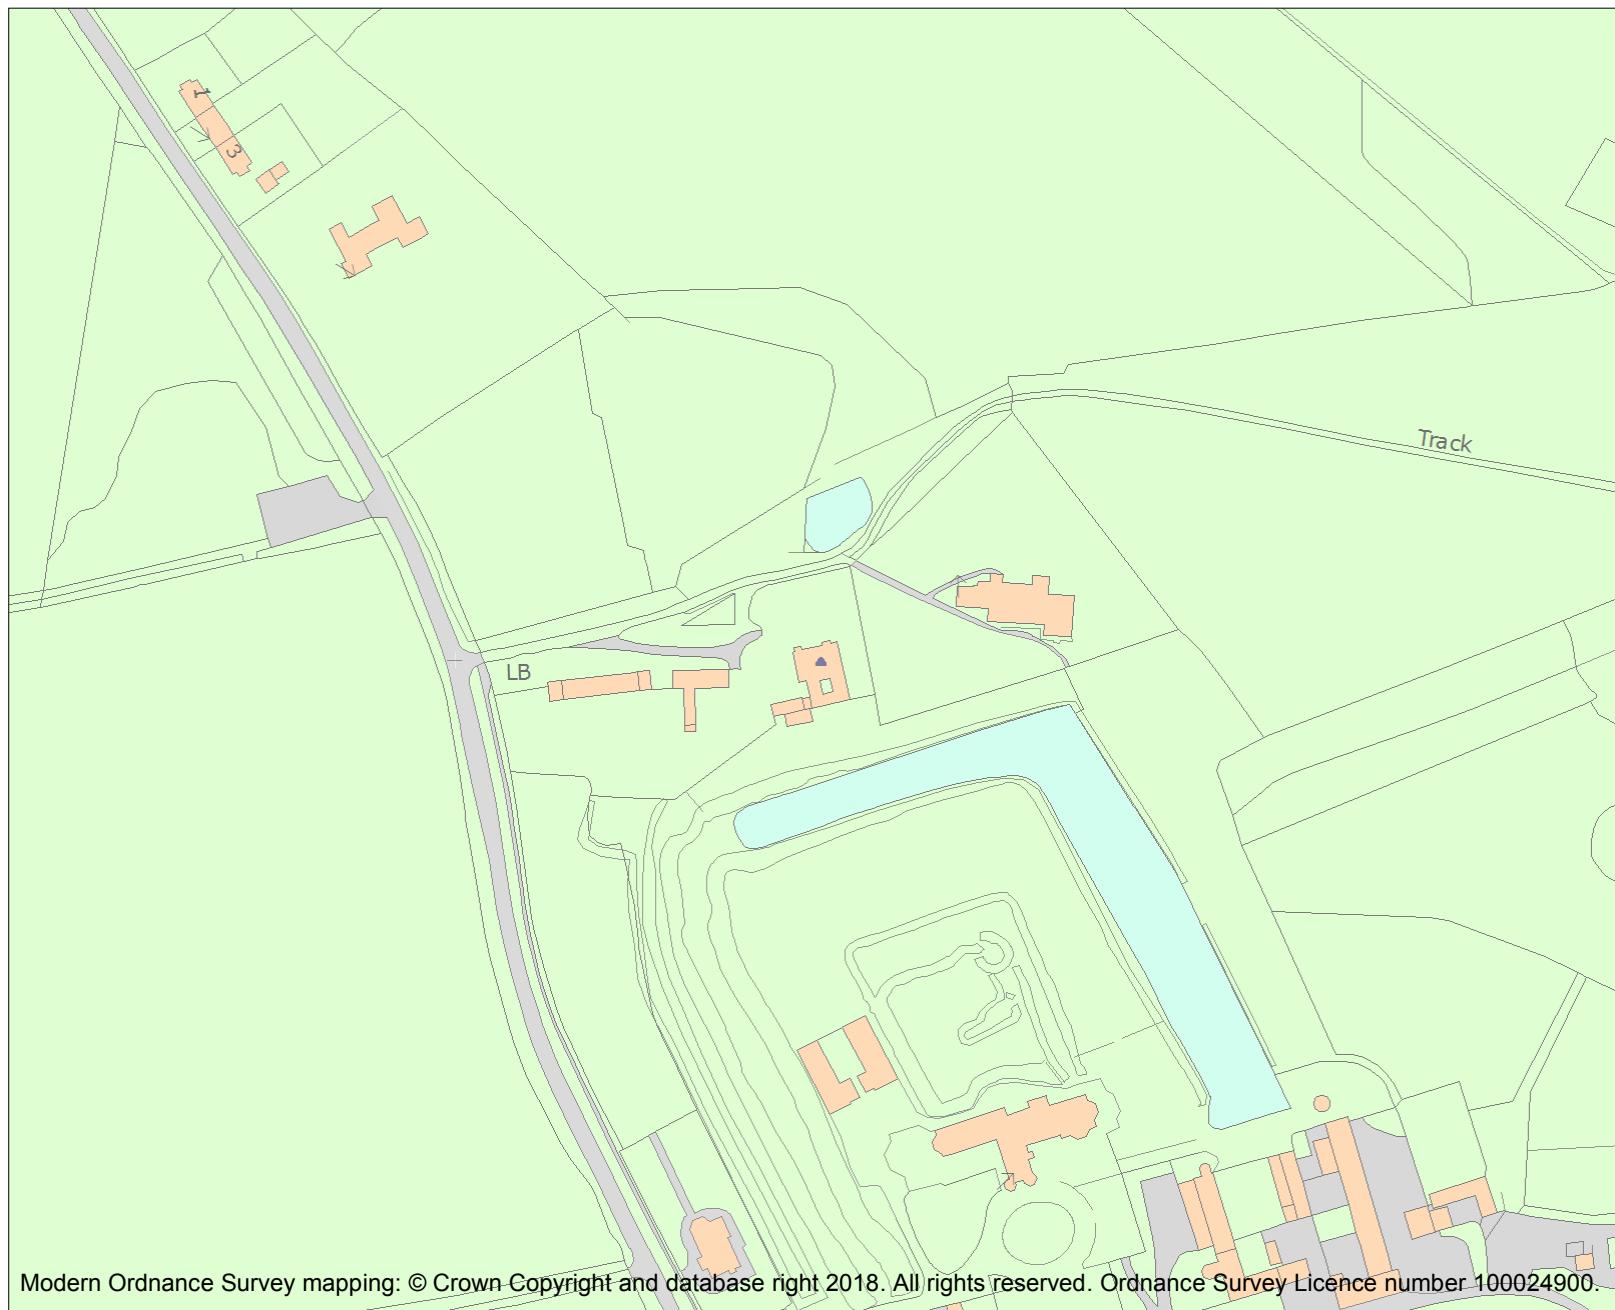 1
3
Track
LB
Modern Ordnance Survey mapping: © Crown Copyright and database right 2018. All rights reserved. Ordnance Survey Licence number 100024900.